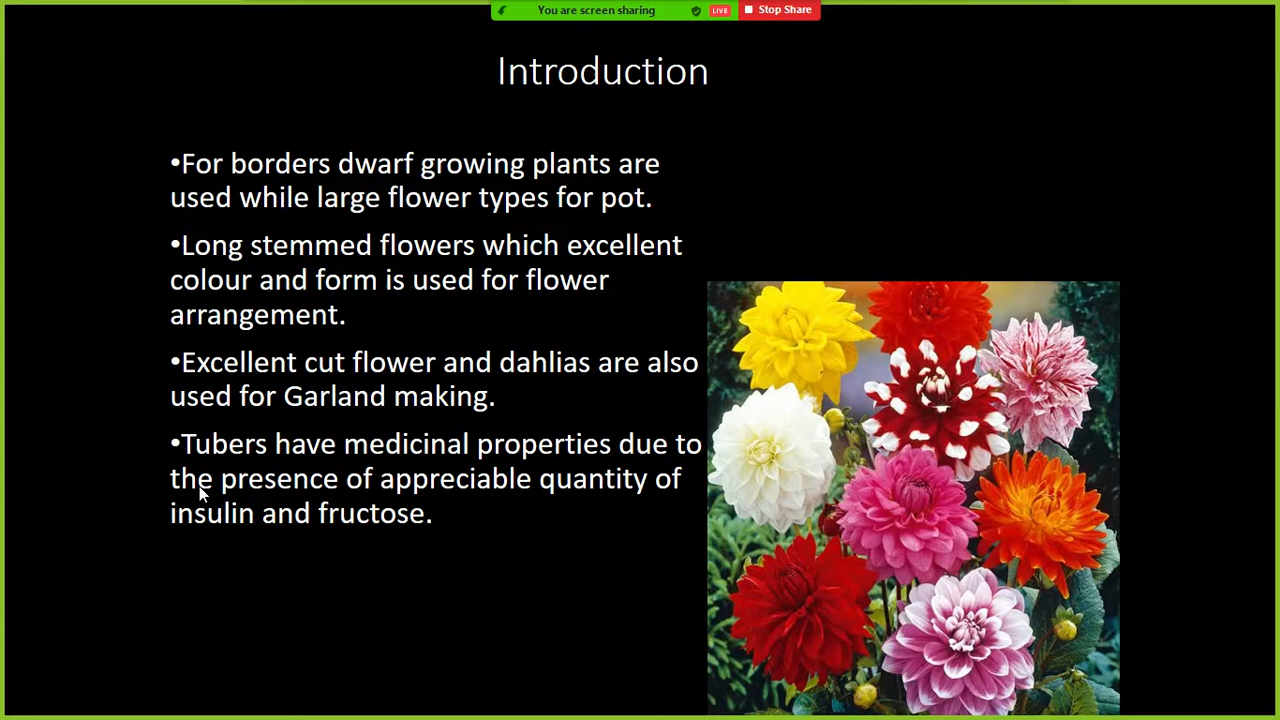 You are screen sharing LIVE Stop Share
Introduction
•For borders dwarf growing plants are
used while large flower types for pot.
•Long stemmed flowers which excellent
colour and form is used for flower
arrangement.
•Excellent cut flower and dahlias are also
used for Garland making.
•Tubers have medicinal properties due to
the presence of appreciable quantity of
insulin and fructose.